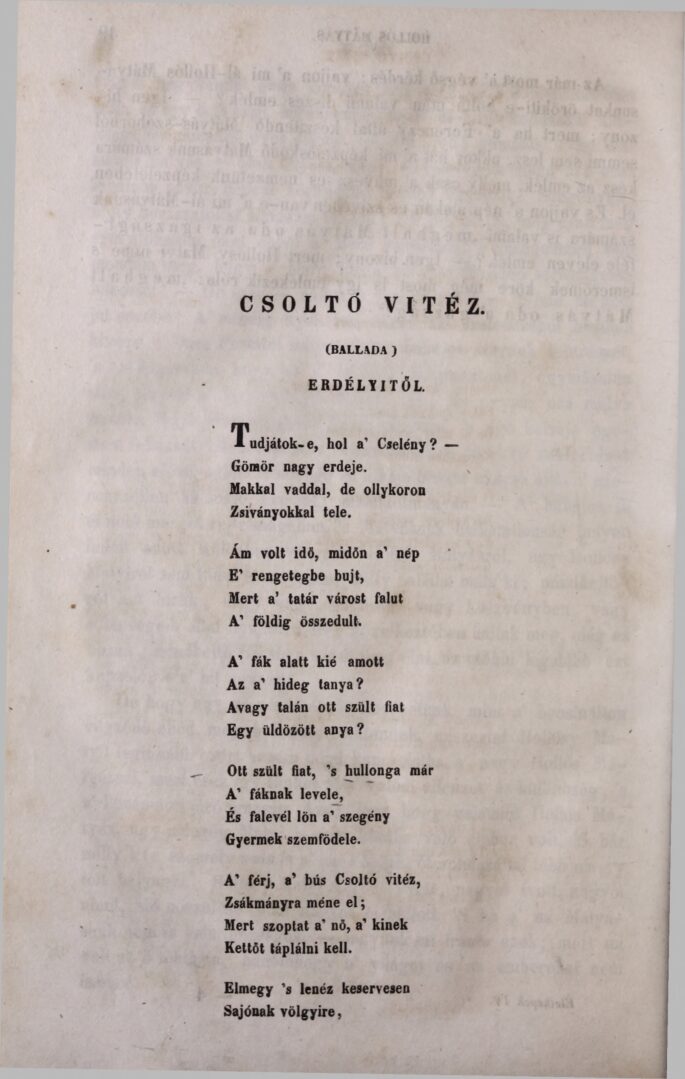 CSOLTÓ VITÉZ.
(BALLADA)
ERDÉLYITŐL.
Tudjátok-e, hol a' Cselény? —
Gömör nagy erdeje.
Makkal vaddal, de ollykoron
Zsiványokkal tele.
Ám volt idő, midőn a' nép
E' rengetegbe bujt,
Mert a' tatár várost falut
A' földig összedult.
A' fák alatt kié amott
Az a' hideg tanya?
Avagy talán ott szült fiat
Egy üldözött anya?
Ott szült fiat, 's hullonga már
A' fáknak levele,
És falevél lön a' szegény
Gyermek szemfödele.
A' férj, a' bús Csoltó vitéz,
Zsákmányra méne el;
Mert szoptat a' nő, a' kinek
Kettőt táplálni kell.
Elmegy 's lenéz keservesen
Sajónak völgyire,